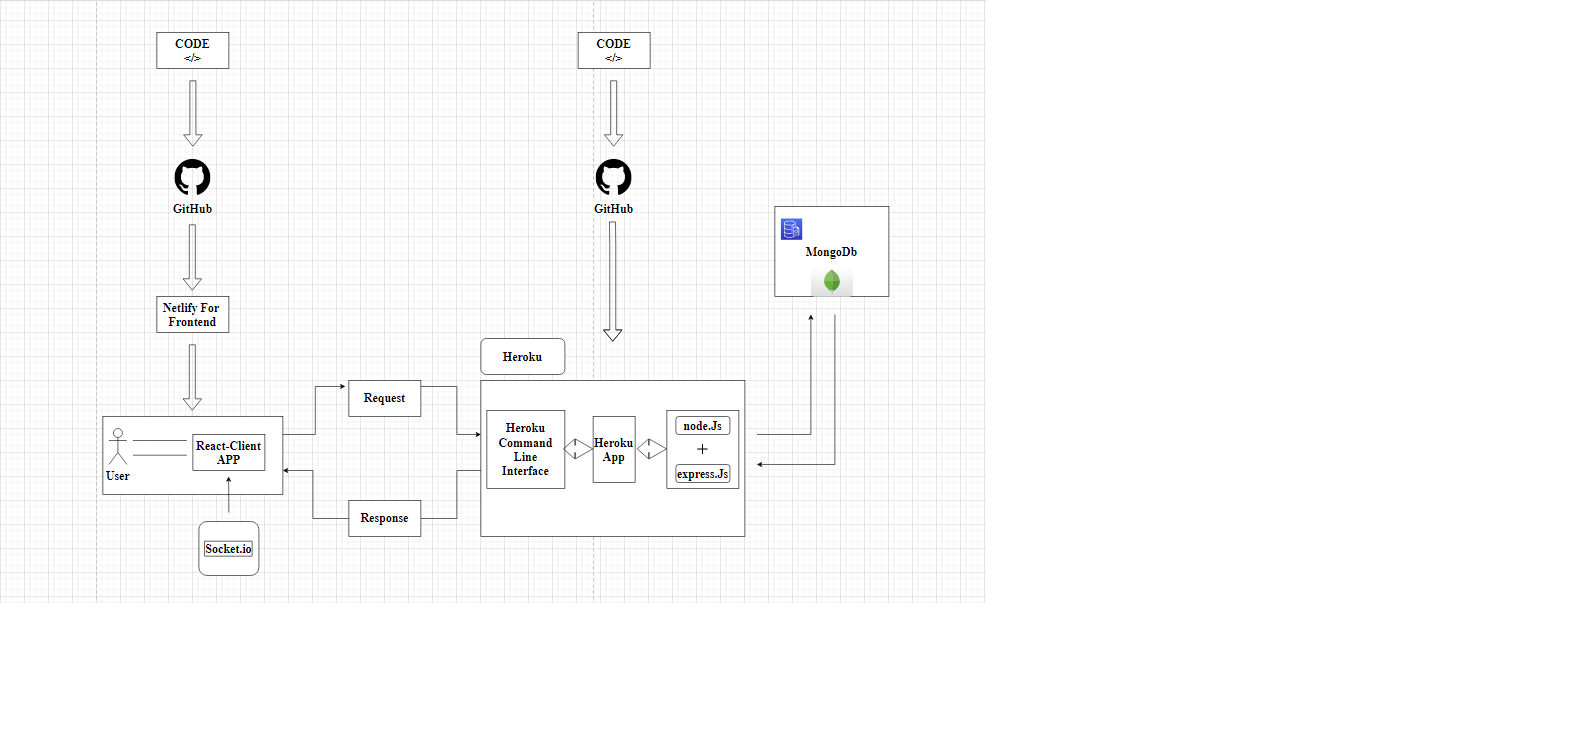 CODE
</>
CODE
</>
GitHub
GitHub
MongoDb
Netlify For
Frontend
Heroku
Request
React-Client
APP
User
Heroku
Command
Line
Interface
Heroku
App
node.Js
+
express.Js
Response
Socket.io